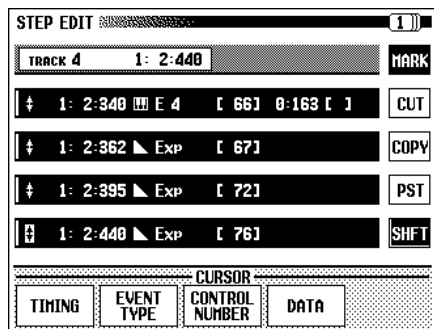 STEP EDIT 1
TRACK 4 1: 2:440 MARK
1: 2:340 E 4 [ 66] 0:163 [ ] CUT
1: 2:362 Exp [ 67] COPY
1: 2:395 Exp [ 72] PST
1: 2:440 Exp [ 76] SHFT
CURSOR
TIMING EVENT TYPE CONTROL NUMBER DATA